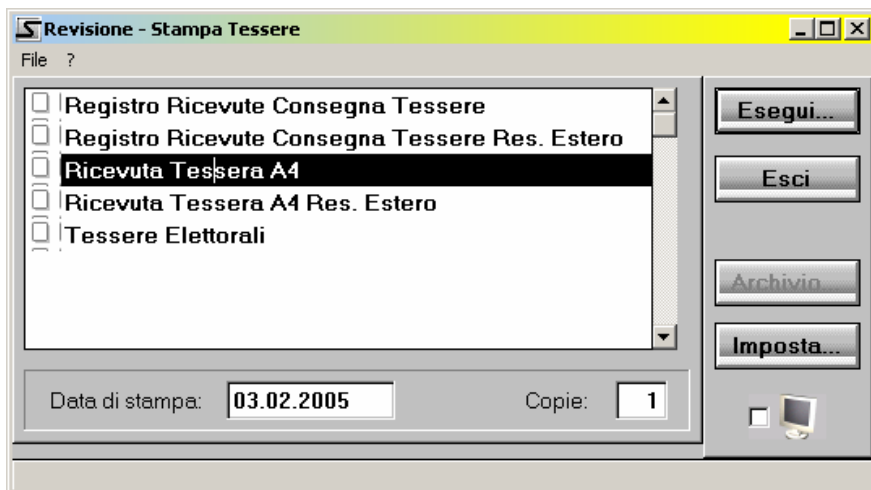 Revisione - Stampa Tessere
File ?
Registro Ricevute Consegna Tessere
Registro Ricevute Consegna Tessere Res. Estero
Ricevuta Tessera A4
Ricevuta Tessera A4 Res. Estero
Tessere Elettorali
Esegui...
Esci
Archivio...
Imposta...
Data di stampa: 03.02.2005 Copie: 1